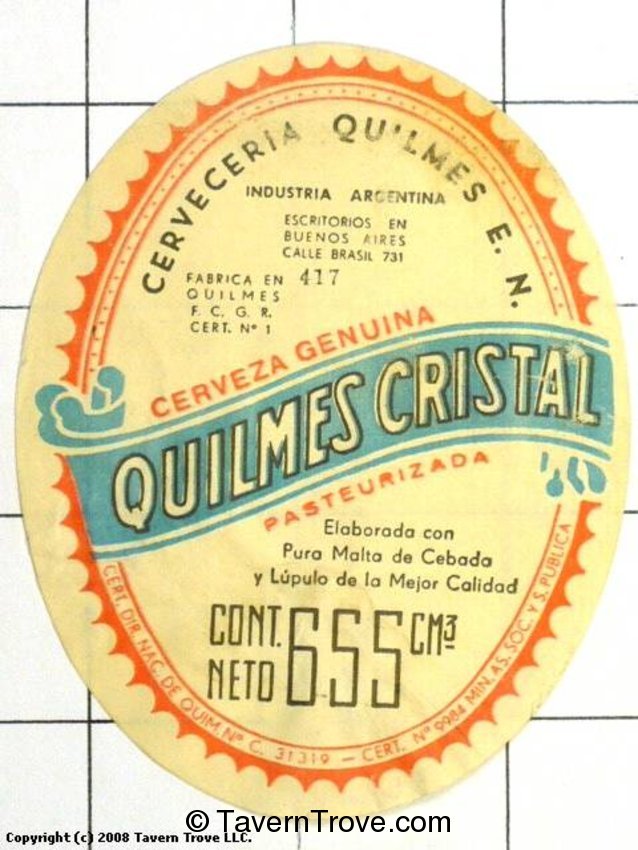 CERVECERIA QUILMES E. N.
INDUSTRIA ARGENTINA
ESCRITORIOS EN
BUENOS AIRES
CALLE BRASIL 731
FABRICA EN 417
QUILMES
F. C. G. R.
CERT. Nº 1
CERVEZA GENUINA
QUILMES CRISTAL
PASTEURIZADA
Elaborada con
Pura Malta de Cebada
y Lúpulo de la Mejor Calidad
CONT. NETO 655 CM3
CERT. DIR. NAC. DE QUIM. Nº C. 31319 — CERT. Nº 9984 MIN. AS. SOC. Y S. PUBLICA
© TavernTrove.com
Copyright (c) 2008 Tavern Trove LLC.